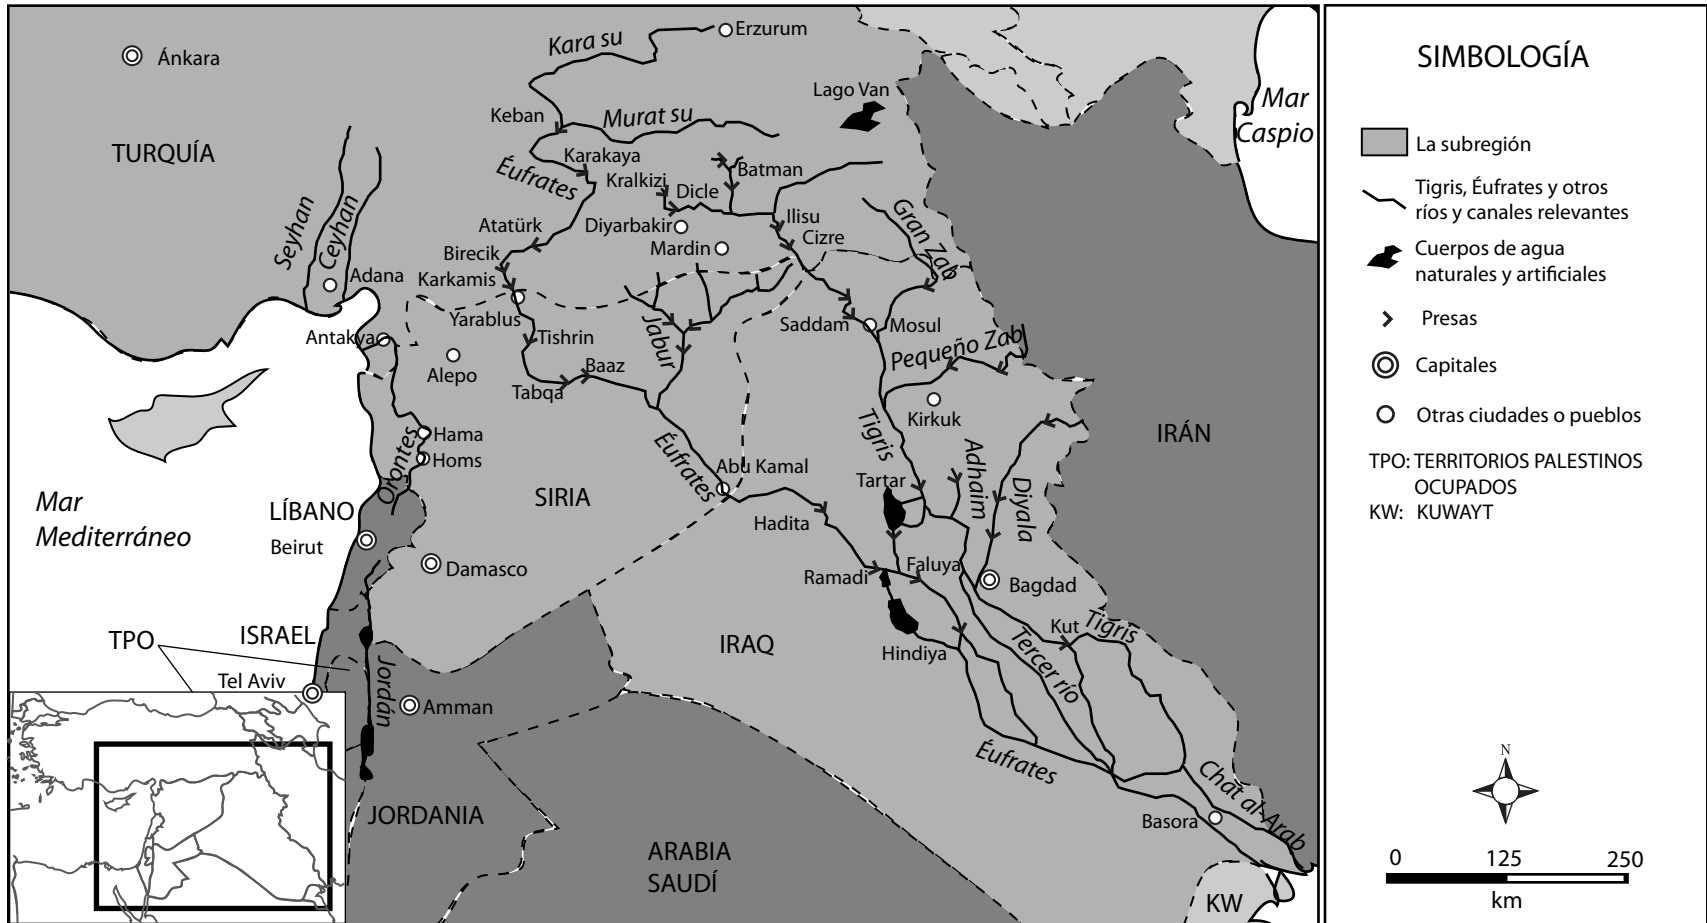 Ánkara
TURQUÍA
Kara su
Erzurum
Lago Van
Mar
Caspio
Keban
Murat su
Karakaya
Éufrates
Kralkizi
Dicle
Batman
Atatürk
Diyarbakir
Ilisu
Mardin
Cizre
Gran Zab
Birecik
Karkamis
Seyhan
Ceyhan
Adana
Yarablus
Tishrin
Jabur
Saddam
Mosul
Pequeño Zab
Antakya
Alepo
Baaz
Tabqa
Kirkuk
IRÁN
Hama
Homs
Orontes
Éufrates
Abu Kamal
Tigris
Tartar
Adhaim
Diyala
Mar
Mediterráneo
LÍBANO
Beirut
SIRIA
Hadita
Damasco
Ramadi
Faluya
Bagdad
TPO
ISRAEL
IRAQ
Hindiya
Tercer río
Kut
Tigris
Tel Aviv
Jordán
Amman
Éufrates
Chat al-Arab
JORDANIA
Basora
ARABIA
SAUDÍ
KW
SIMBOLOGÍA
La subregión
Tigris, Éufrates y otros
ríos y canales relevantes
Cuerpos de agua
naturales y artificiales
Presas
Capitales
Otras ciudades o pueblos
TPO: TERRITORIOS PALESTINOS
OCUPADOS
KW: KUWAYT
N
0 125 250
km